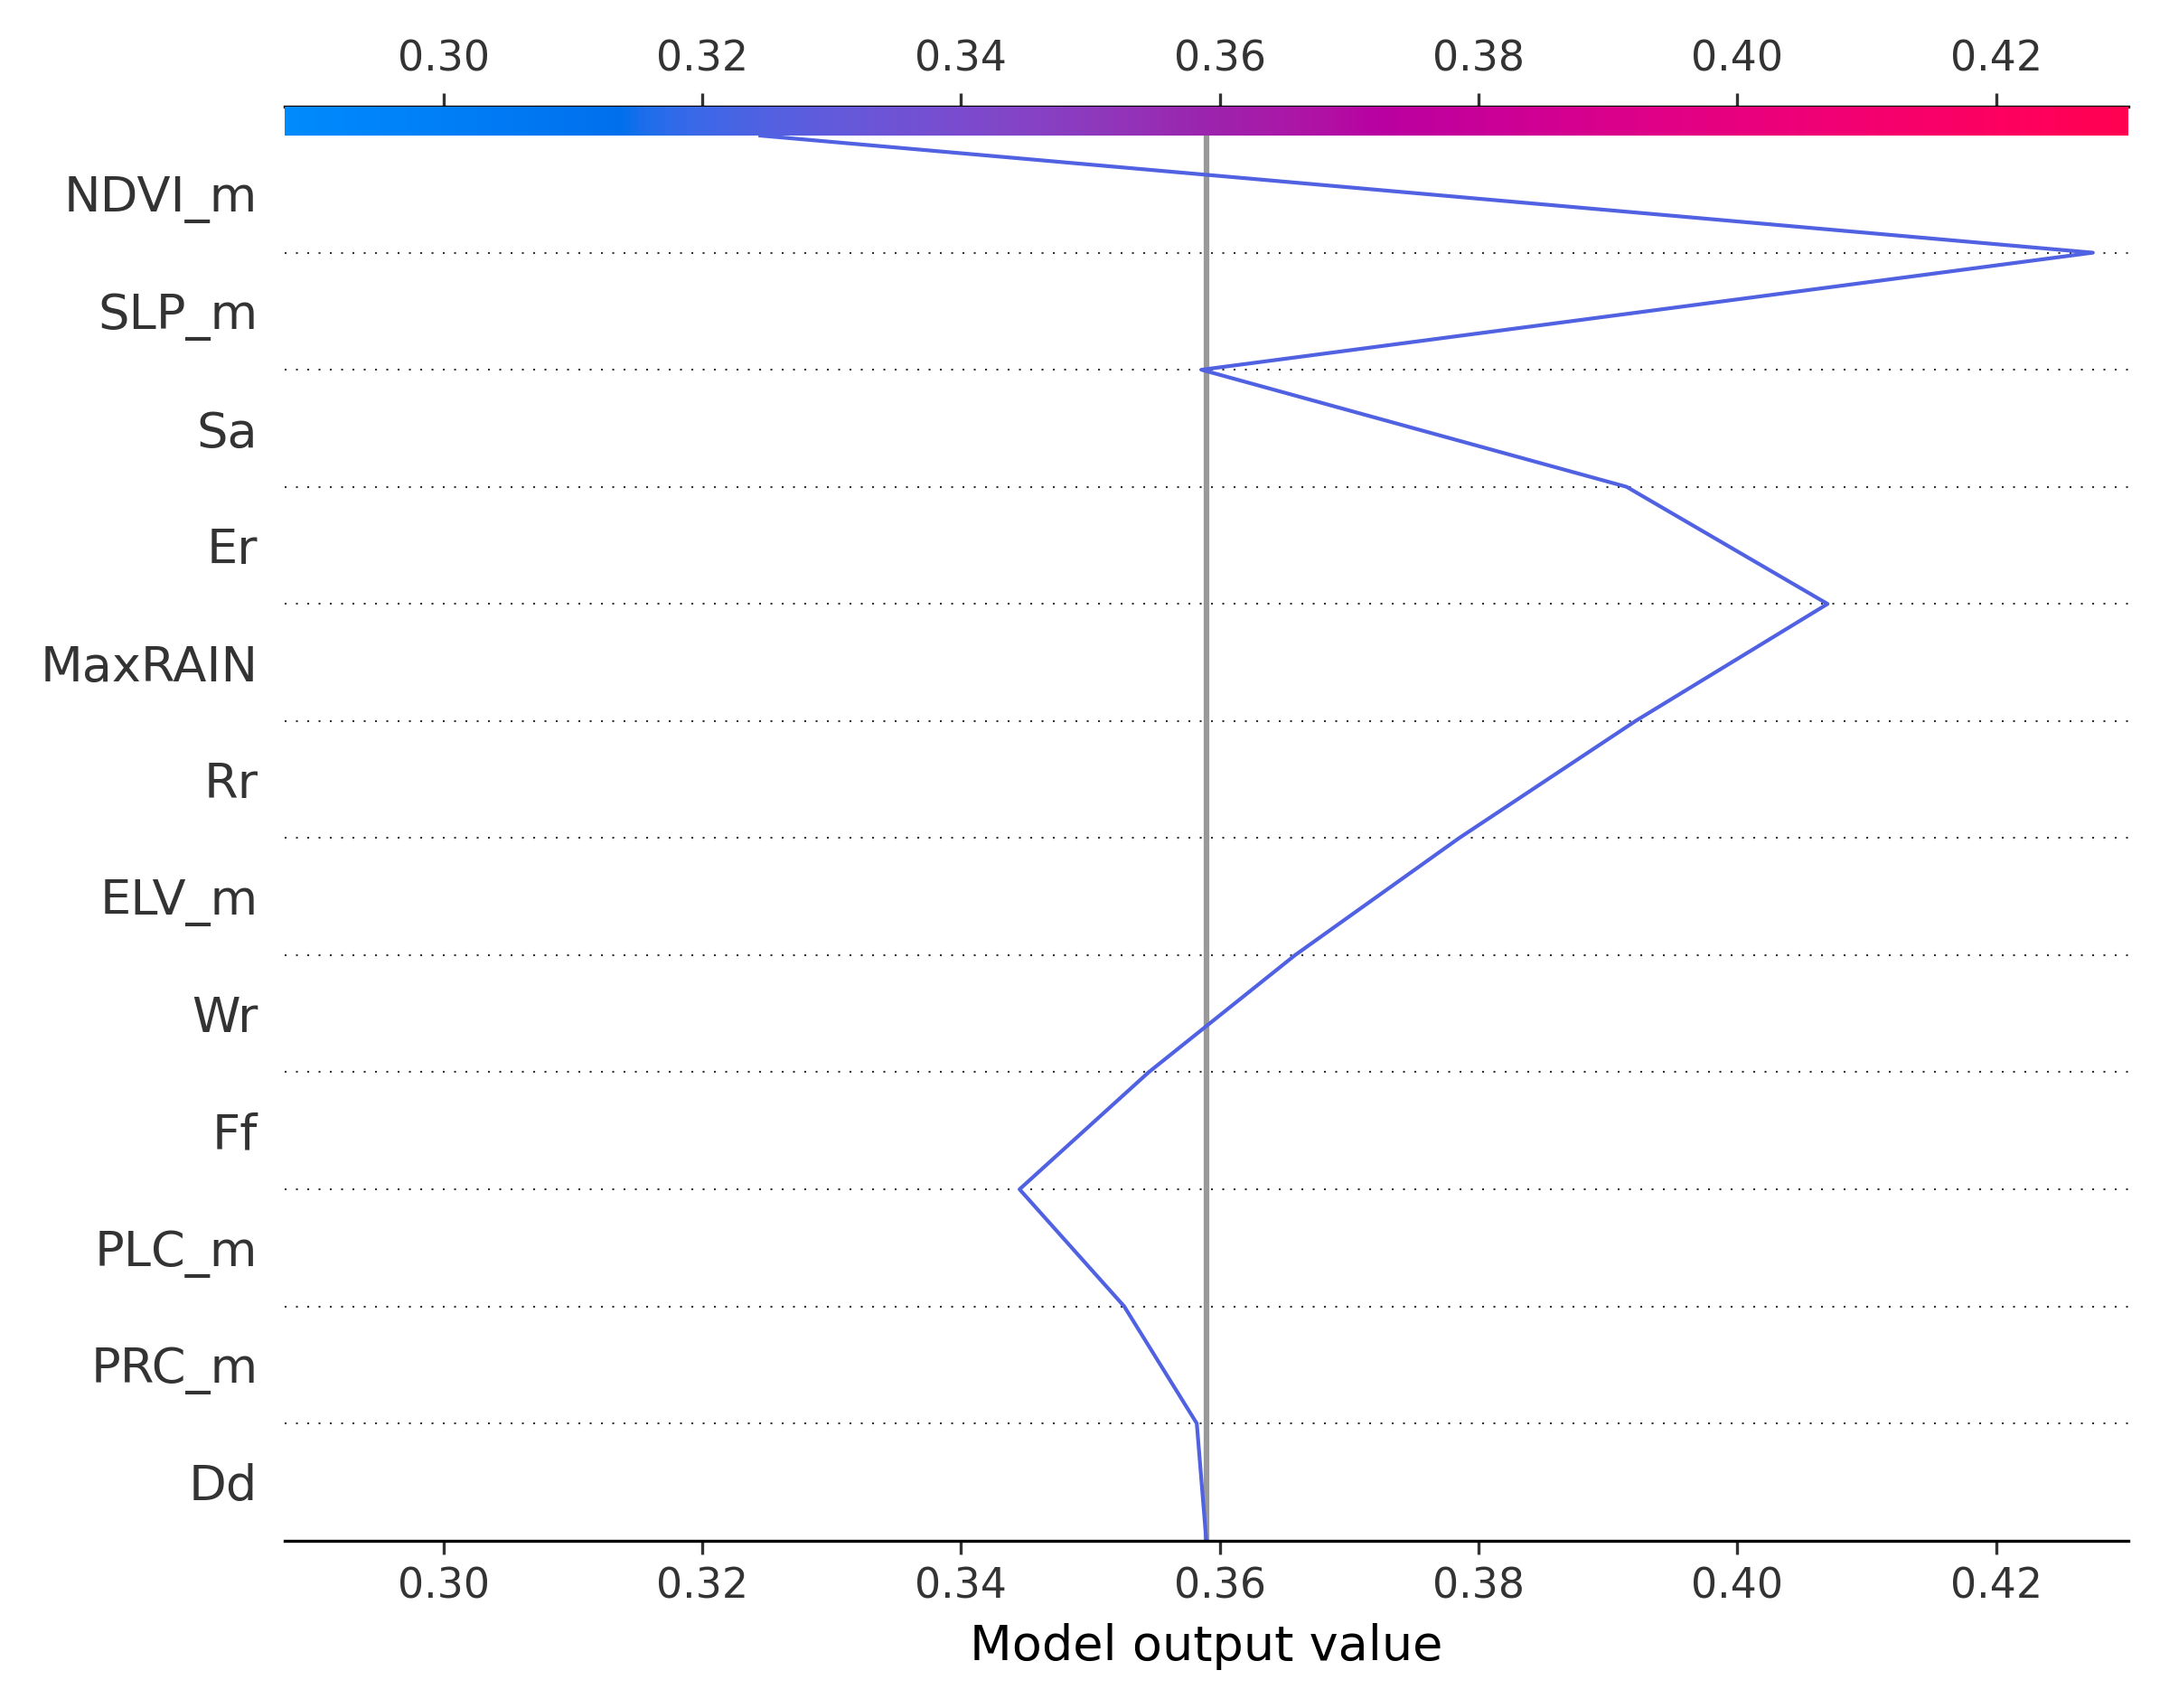 0.30 0.32 0.34 0.36 0.38 0.40 0.42
NDVI_m
SLP_m
Sa
Er
MaxRAIN
Rr
ELV_m
Wr
Ff
PLC_m
PRC_m
Dd
0.30 0.32 0.34 0.36 0.38 0.40 0.42
Model output value